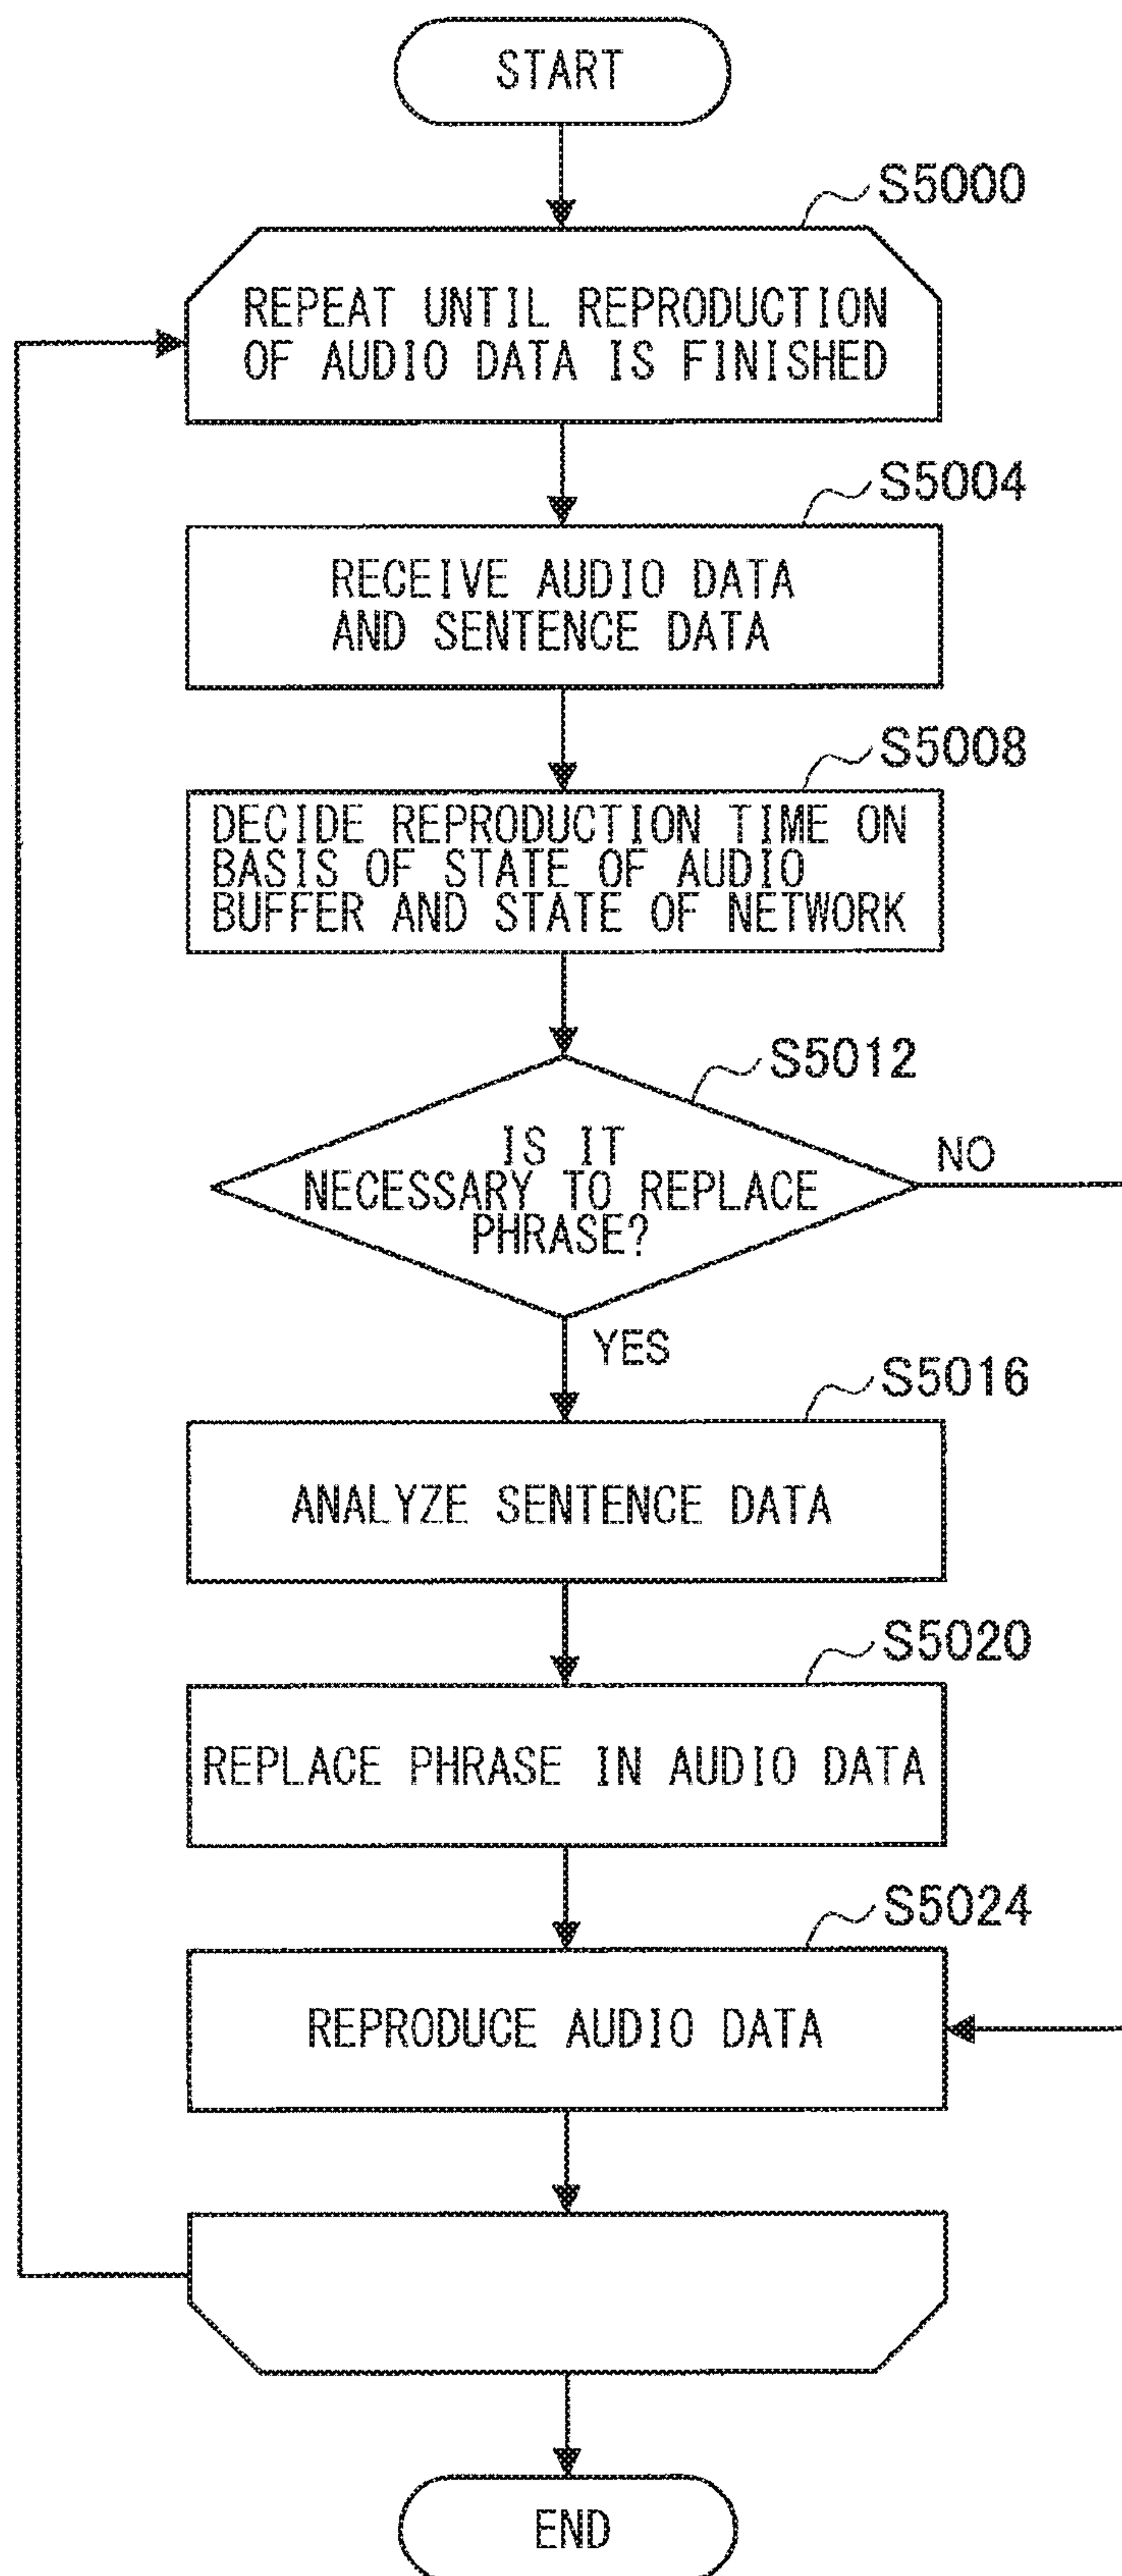 START
S5000
REPEAT UNTIL REPRODUCTION
OF AUDIO DATA IS FINISHED
S5004
RECEIVE AUDIO DATA
AND SENTENCE DATA
S5008
DECIDE REPRODUCTION TIME ON
BASIS OF STATE OF AUDIO
BUFFER AND STATE OF NETWORK
S5012
IS IT
NECESSARY TO REPLACE
PHRASE?
NO
YES
S5016
ANALYZE SENTENCE DATA
S5020
REPLACE PHRASE IN AUDIO DATA
S5024
REPRODUCE AUDIO DATA
END